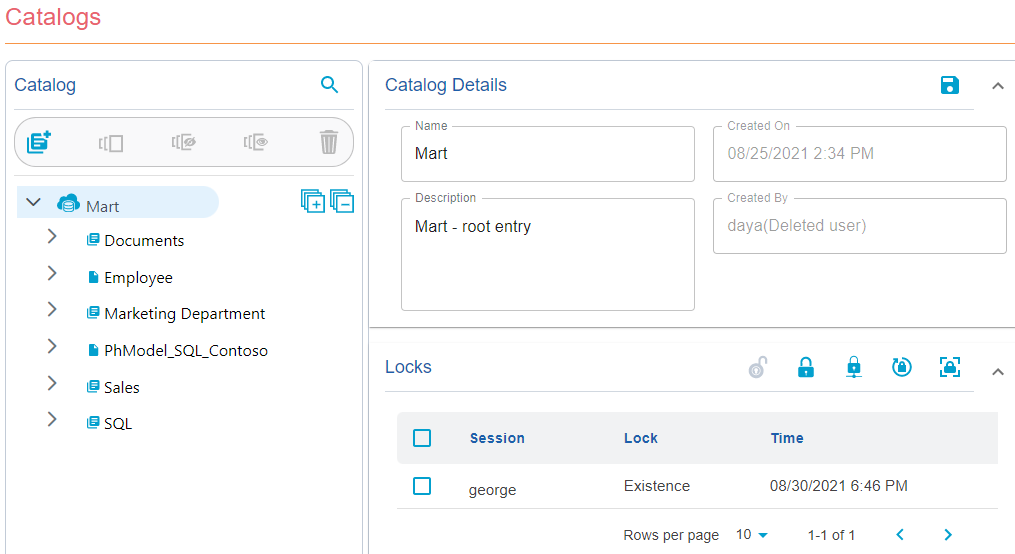 Catalogs
Catalog
Mart
Documents
Employee
Marketing Department
PhModel_SQL_Contoso
Sales
SQL
Catalog Details
Name
Mart
Created On
08/25/2021 2:34 PM
Description
Mart - root entry
Created By
daya(Deleted user)
Locks
Session Lock Time
george Existence 08/30/2021 6:46 PM
Rows per page 10 1-1 of 1